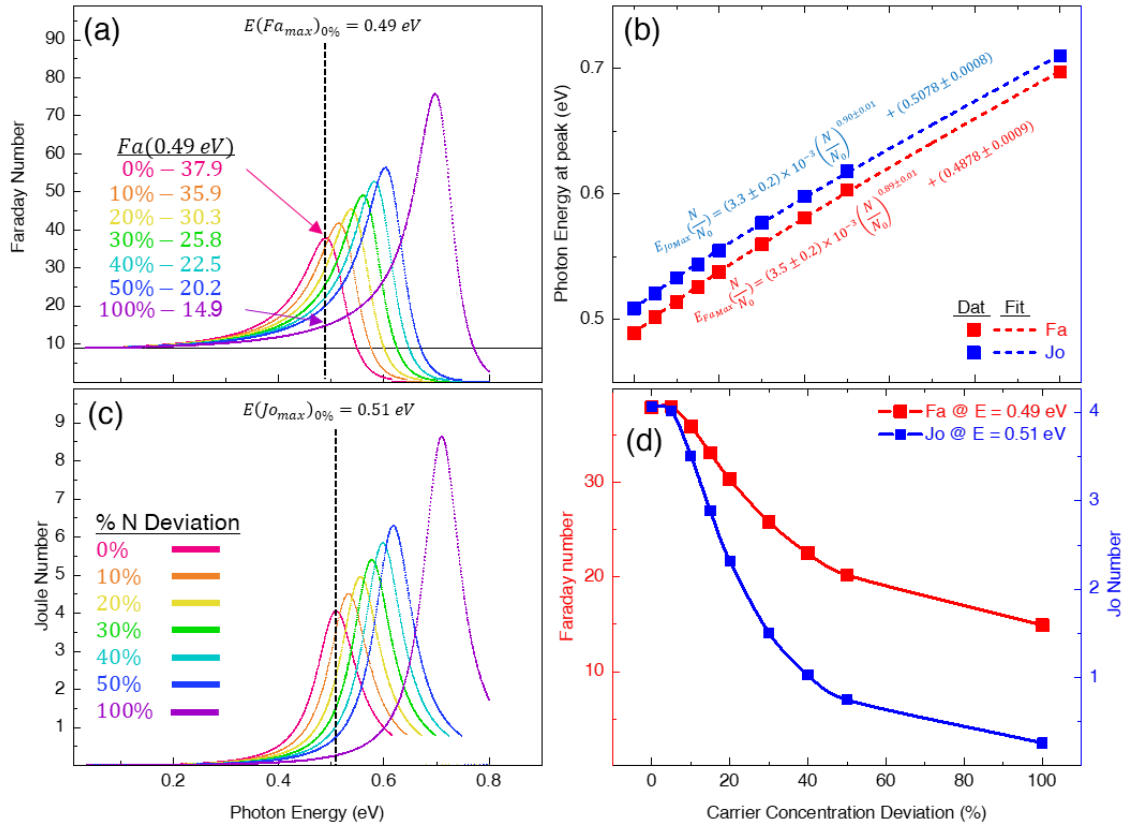 (a)
E(Fa_max)_0% = 0.49 eV
90
80
70
60
50
40
30
20
10
Faraday Number
Fa(0.49 eV)
0% − 37.9
10% − 35.9
20% − 30.3
30% − 25.8
40% − 22.5
50% − 20.2
100% − 14.9
(b)
0.7
0.6
0.5
Photon Energy at peak (eV)
E_JoMax(N/N_0) = (3.3 ± 0.2) × 10^−3 (N/N_0)^0.90±0.01 + (0.5078 ± 0.0008)
E_FaMax(N/N_0) = (3.5 ± 0.2) × 10^−3 (N/N_0)^0.89±0.01 + (0.4878 ± 0.0009)
Dat Fit
Fa
Jo
(c)
E(Jo_max)_0% = 0.51 eV
9
8
7
6
5
4
3
2
1
Joule Number
% N Deviation
0%
10%
20%
30%
40%
50%
100%
0.2 0.4 0.6 0.8
Photon Energy (eV)
(d)
Fa @ E = 0.49 eV
Jo @ E = 0.51 eV
30
20
10
Faraday number
4
3
2
1
Jo Number
0 20 40 60 80 100
Carrier Concentration Deviation (%)